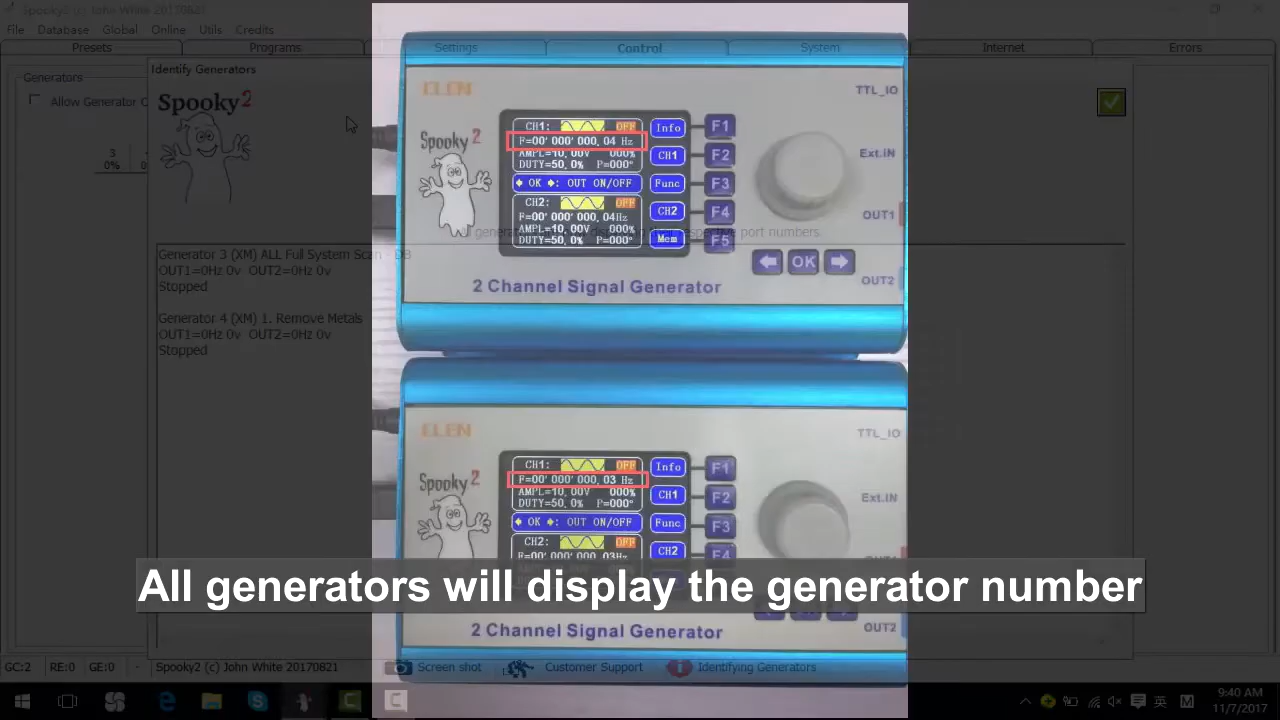 Spooky2 (c) John White 20170821
File Database Global Online Utils Credits
Presets Programs Settings Control System Internet Errors
Generators
Allow Generator
3
0%
Identify Generators
Spooky2
Generator 3 (XM) ALL Full System Scan - DB
OUT1=0Hz 0v OUT2=0Hz 0v
Stopped
Generator 4 (XM) 1. Remove Metals
OUT1=0Hz 0v OUT2=0Hz 0v
Stopped
ELEN
Spooky2
CH1: OFF
F=00' 000' 000, 04 Hz
AMPL=10, 00V 000%
DUTY=50, 0% P=000°
OK : OUT ON/OFF
CH2: OFF
F=00' 000' 000, 04Hz
AMPL=10, 00V 000%
DUTY=50, 0% P=000°
Info F1
CH1 F2
Func F3
CH2 F4
Mem F5
TTL_IO
Ext.IN
OUT1
OK
OUT2
2 Channel Signal Generator
ELEN
Spooky2
CH1: OFF
F=00' 000' 000, 03 Hz
AMPL=10, 00V 000%
DUTY=50, 0% P=000°
OK : OUT ON/OFF
CH2: OFF
F=00' 000' 000, 03Hz
Info F1
CH1 F2
Func F3
CH2 F4
TTL_IO
Ext.IN
OUT1
OUT2
2 Channel Signal Generator
All generators will display the generator number
GC:2 RE:0 GE:0 - Spooky2 (c) John White 20170821 Screen shot Customer Support Identifying Generators
英 M
9:40 AM
11/7/2017